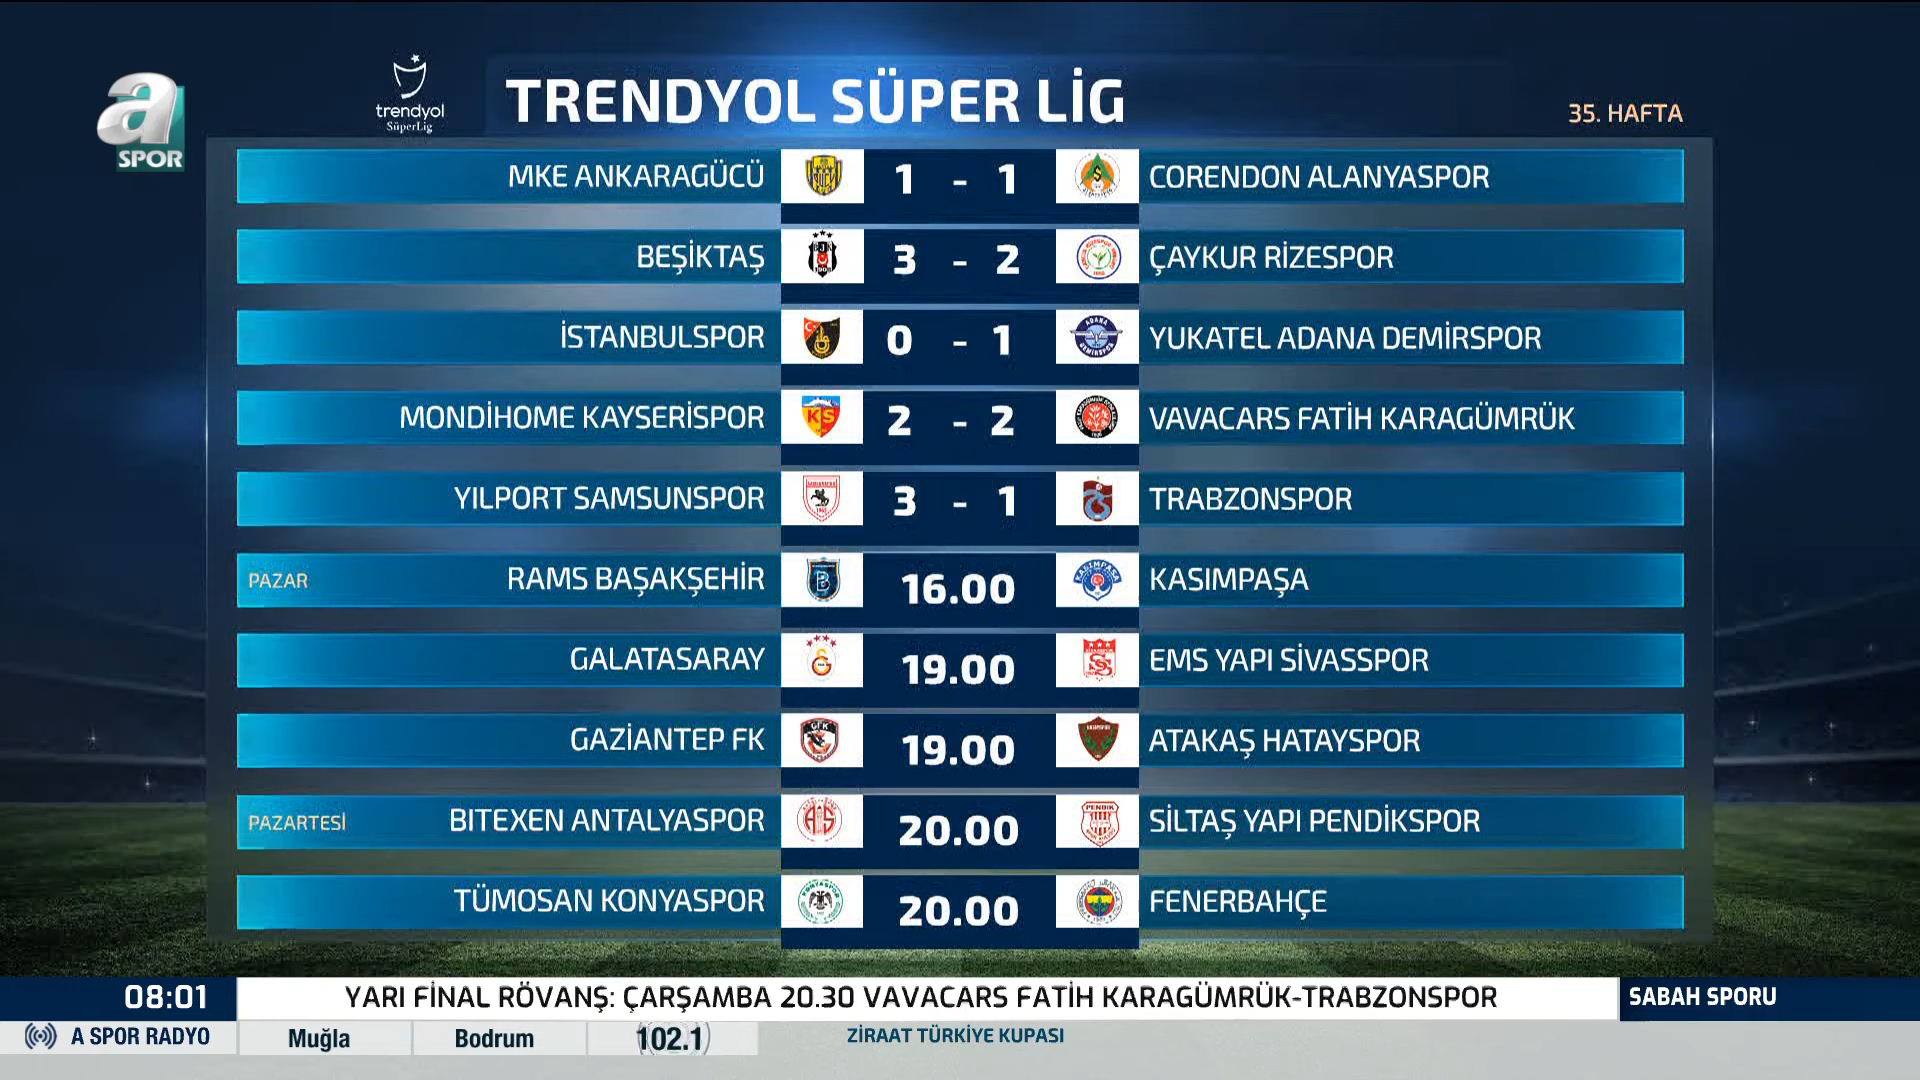 a SPOR
trendyol
SüperLig
TRENDYOL SÜPER LİG
35. HAFTA
MKE ANKARAGÜCÜ 1 - 1 CORENDON ALANYASPOR
BEŞİKTAŞ 3 - 2 ÇAYKUR RİZESPOR
İSTANBULSPOR 0 - 1 YUKATEL ADANA DEMİRSPOR
MONDİHOME KAYSERİSPOR 2 - 2 VAVACARS FATİH KARAGÜMRÜK
YILPORT SAMSUNSPOR 3 - 1 TRABZONSPOR
PAZAR RAMS BAŞAKŞEHİR 16.00 KASIMPAŞA
GALATASARAY 19.00 EMS YAPI SİVASSPOR
GAZİANTEP FK 19.00 ATAKAŞ HATAYSPOR
PAZARTESİ BITEXEN ANTALYASPOR 20.00 SİLTAŞ YAPI PENDİKSPOR
TÜMOSAN KONYASPOR 20.00 FENERBAHÇE
08:01 YARI FİNAL RÖVANŞ: ÇARŞAMBA 20.30 VAVACARS FATİH KARAGÜMRÜK-TRABZONSPOR SABAH SPORU
A SPOR RADYO Muğla Bodrum 102.1 ZİRAAT TÜRKİYE KUPASI